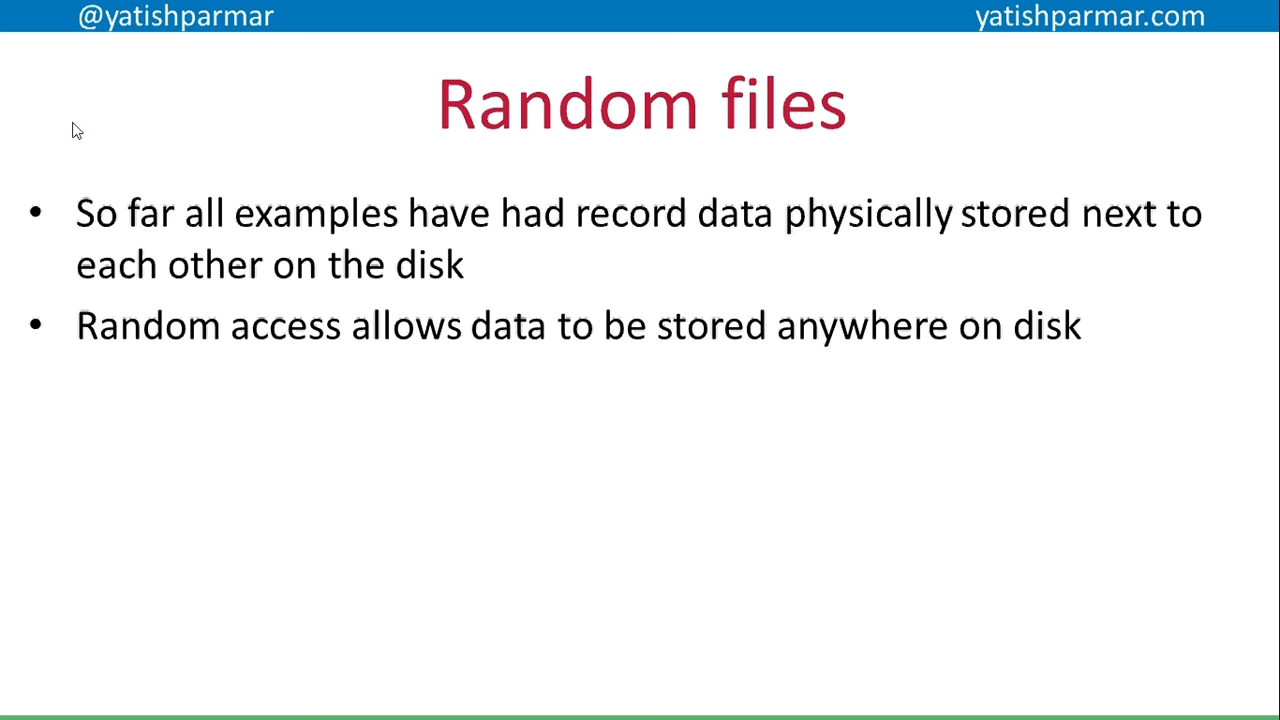 @yatishparmar yatishparmar.com
Random files
• So far all examples have had record data physically stored next to
each other on the disk
• Random access allows data to be stored anywhere on disk